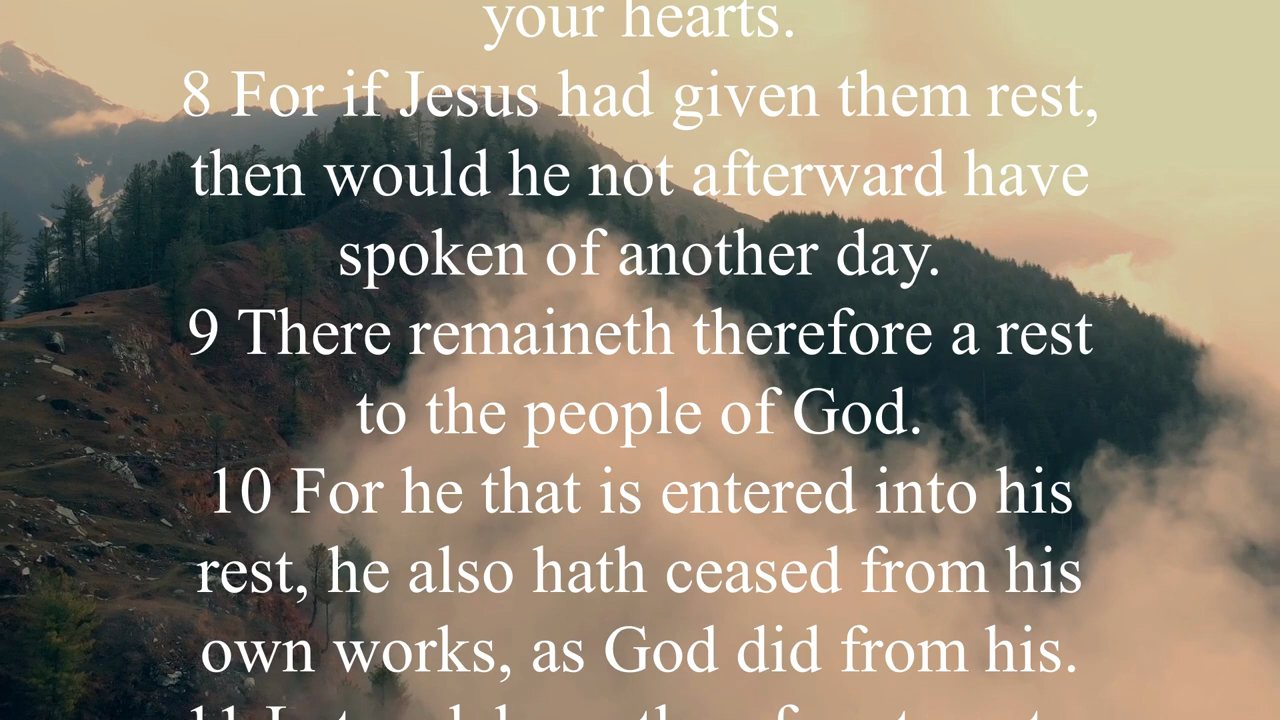 your hearts.
8 For if Jesus had given them rest,
then would he not afterward have
spoken of another day.
9 There remaineth therefore a rest
to the people of God.
10 For he that is entered into his
rest, he also hath ceased from his
own works, as God did from his.